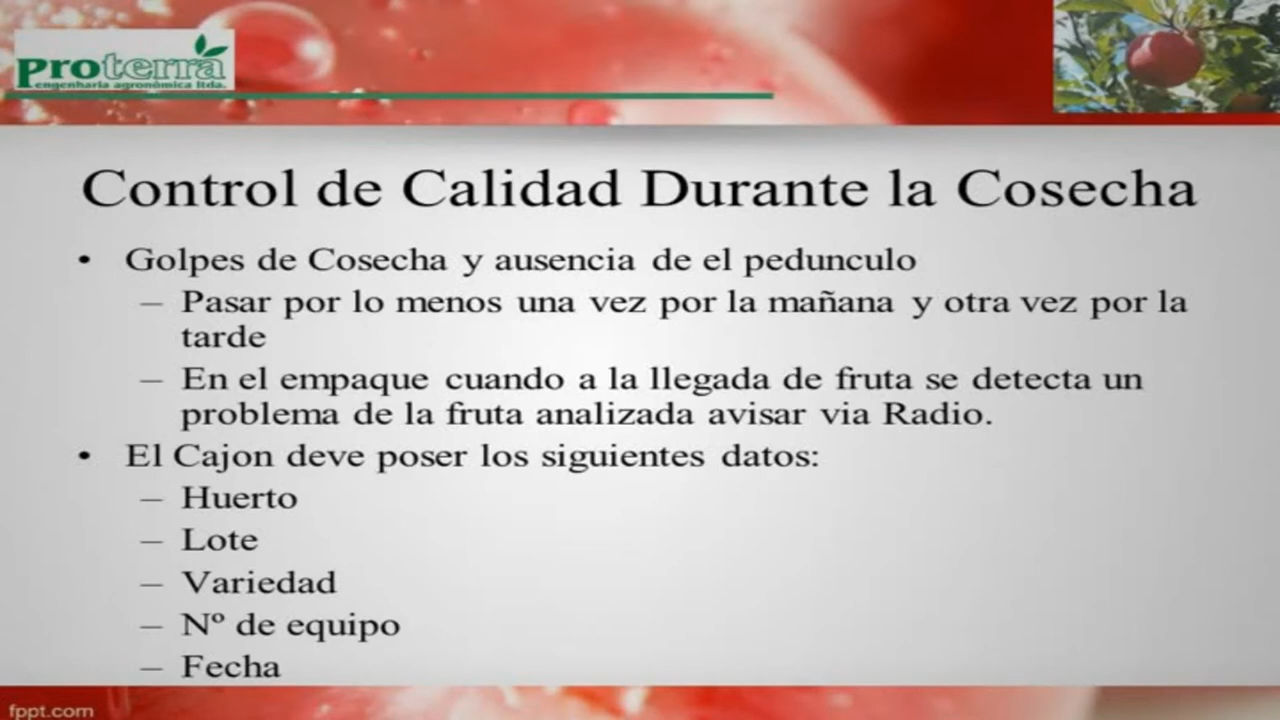 proterra
engenharia agronômica ltda.
Control de Calidad Durante la Cosecha
• Golpes de Cosecha y ausencia de el pedunculo
– Pasar por lo menos una vez por la mañana y otra vez por la
tarde
– En el empaque cuando a la llegada de fruta se detecta un
problema de la fruta analizada avisar via Radio.
• El Cajon deve poser los siguientes datos:
– Huerto
– Lote
– Variedad
– Nº de equipo
– Fecha
fppt.com